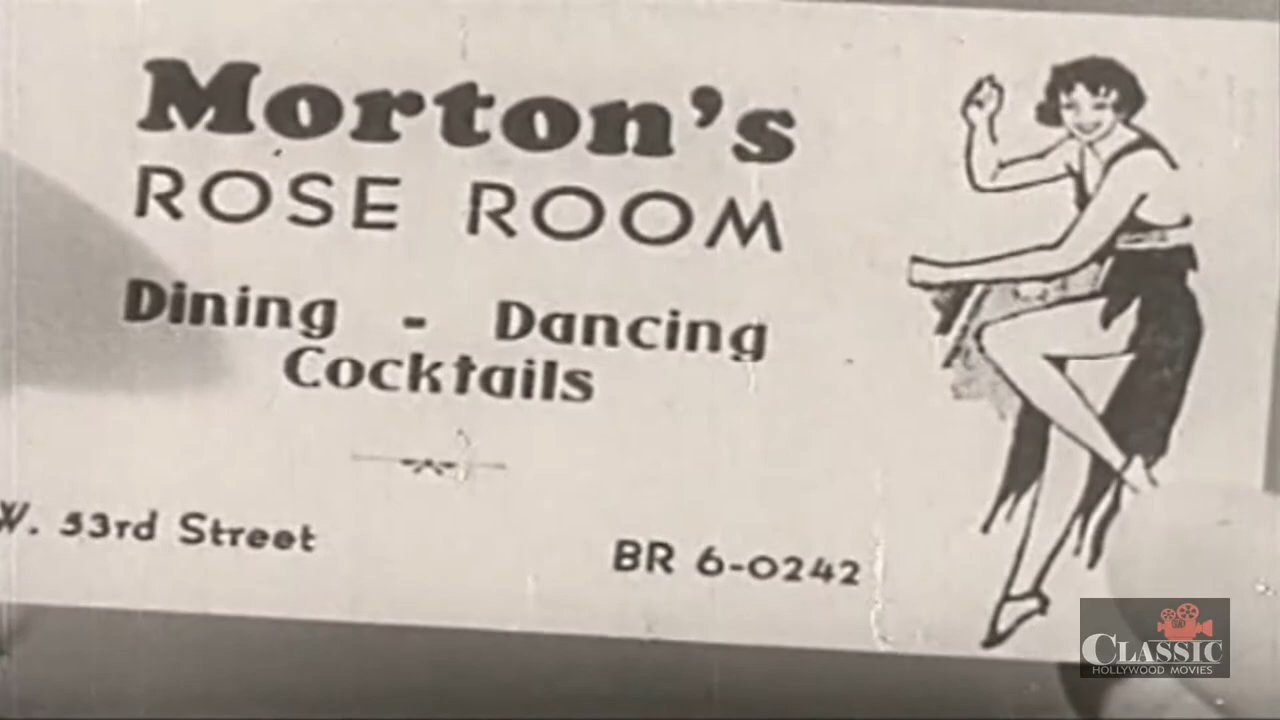 Morton's
ROSE ROOM
Dining - Dancing
Cocktails
W. 53rd Street
BR 6-0242
CLASSIC
HOLLYWOOD MOVIES